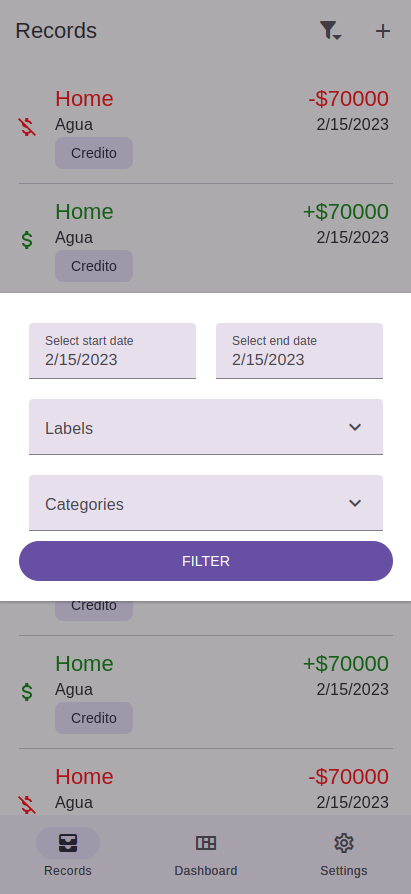 Records
Home -$70000
Agua 2/15/2023
Credito
Home +$70000
Agua 2/15/2023
Credito
Select start date Select end date
2/15/2023 2/15/2023
Labels
Categories
FILTER
Credito
Home +$70000
Agua 2/15/2023
Credito
Home -$70000
Agua 2/15/2023
Records Dashboard Settings